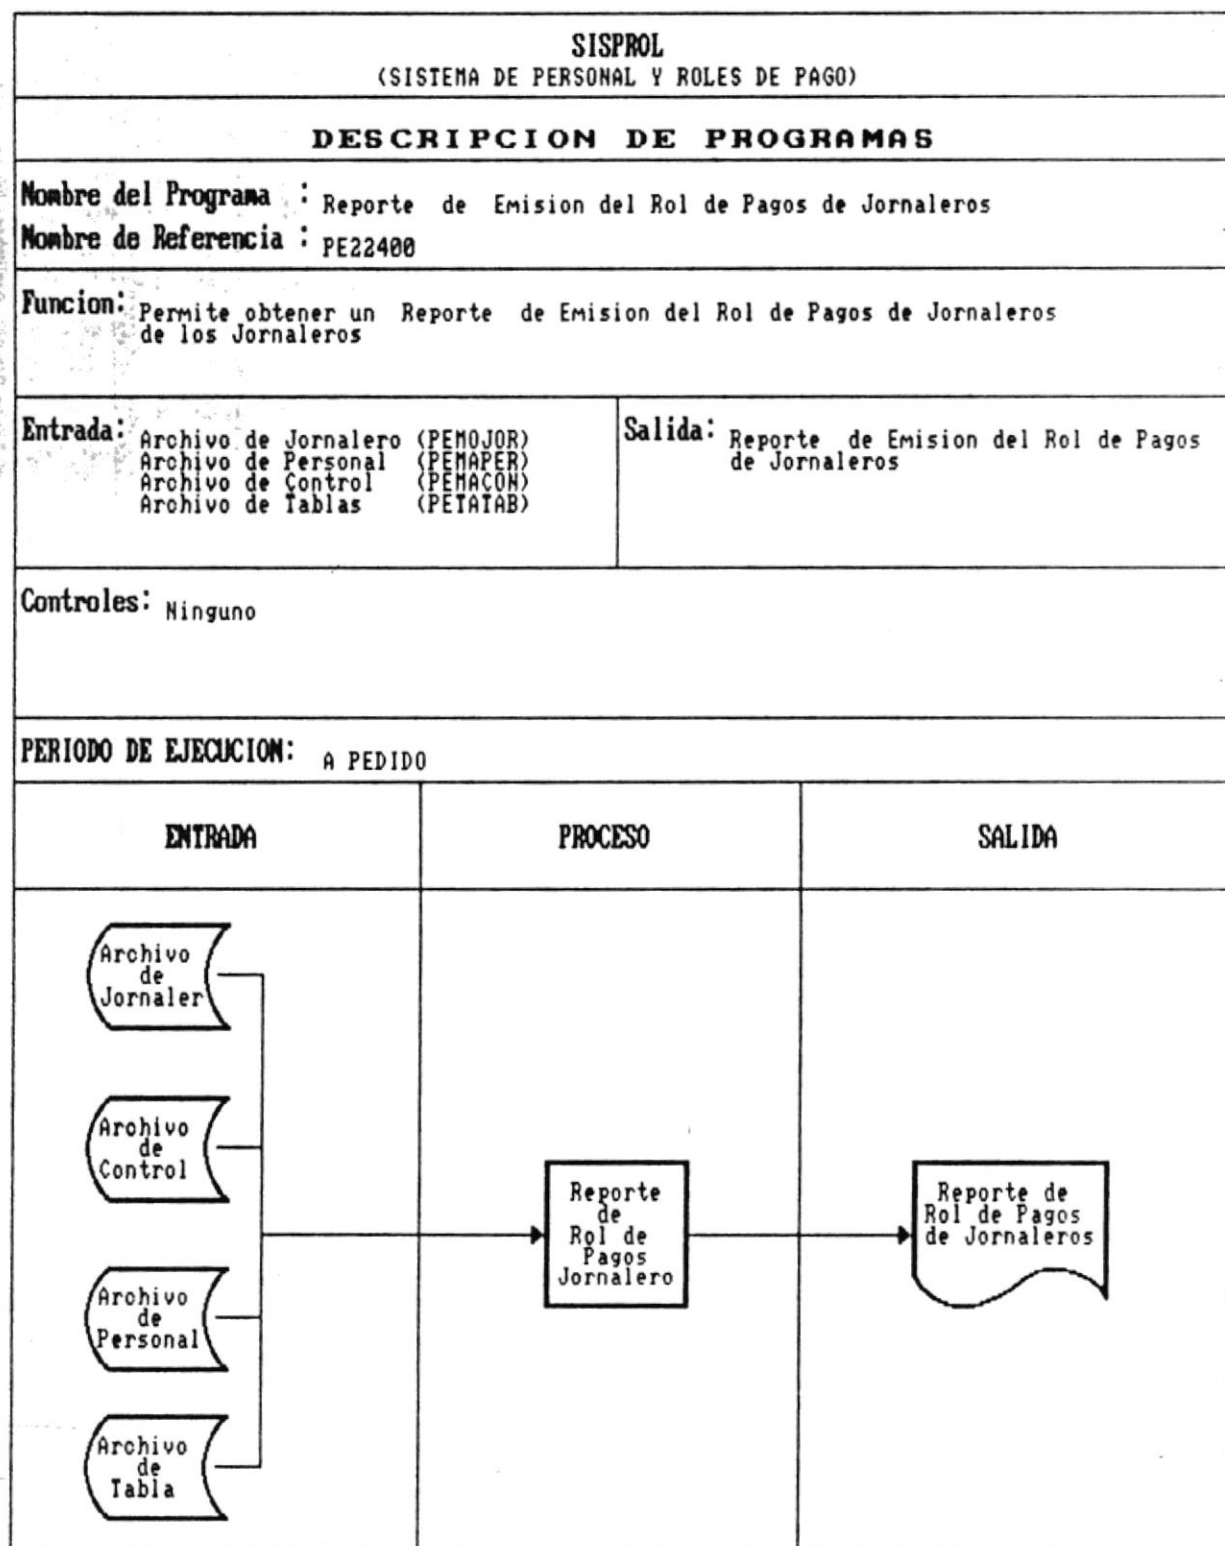 SISPROL
(SISTEMA DE PERSONAL Y ROLES DE PAGO)
DESCRIPCION DE PROGRAMAS
Nombre del Programa : Reporte de Emision del Rol de Pagos de Jornaleros
Nombre de Referencia : PE22400
Funcion: Permite obtener un Reporte de Emision del Rol de Pagos de Jornaleros
de los Jornaleros
Entrada: Archivo de Jornalero (PEMOJOR)
Archivo de Personal (PEMAPER)
Archivo de Control (PEMACON)
Archivo de Tablas (PETATAB)
Salida: Reporte de Emision del Rol de Pagos
de Jornaleros
Controles: Ninguno
PERIODO DE EJECUCION: A PEDIDO
ENTRADA
PROCESO
SALIDA
Archivo
de
Jornaler
Archivo
de
Control
Archivo
de
Personal
Archivo
de
Tabla
Reporte
de
Rol de
Pagos
Jornalero
Reporte de
Rol de Pagos
de Jornaleros